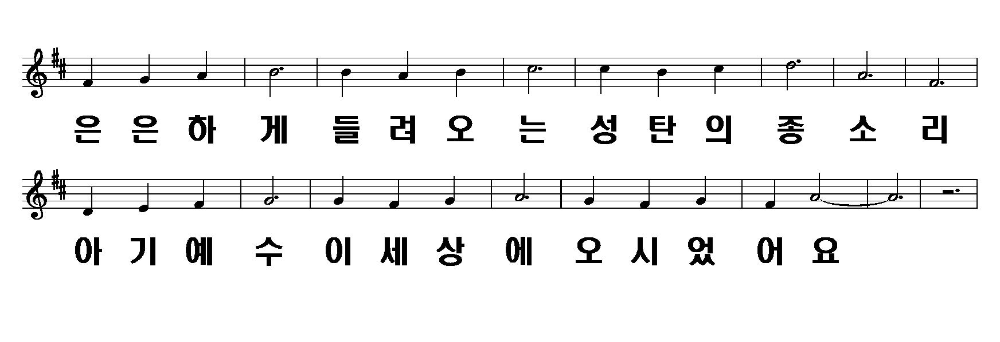 은 은 하 게 들 려 오 는 성 탄 의 종 소 리
아 기 예 수 이 세 상 에 오 시 었 어 요